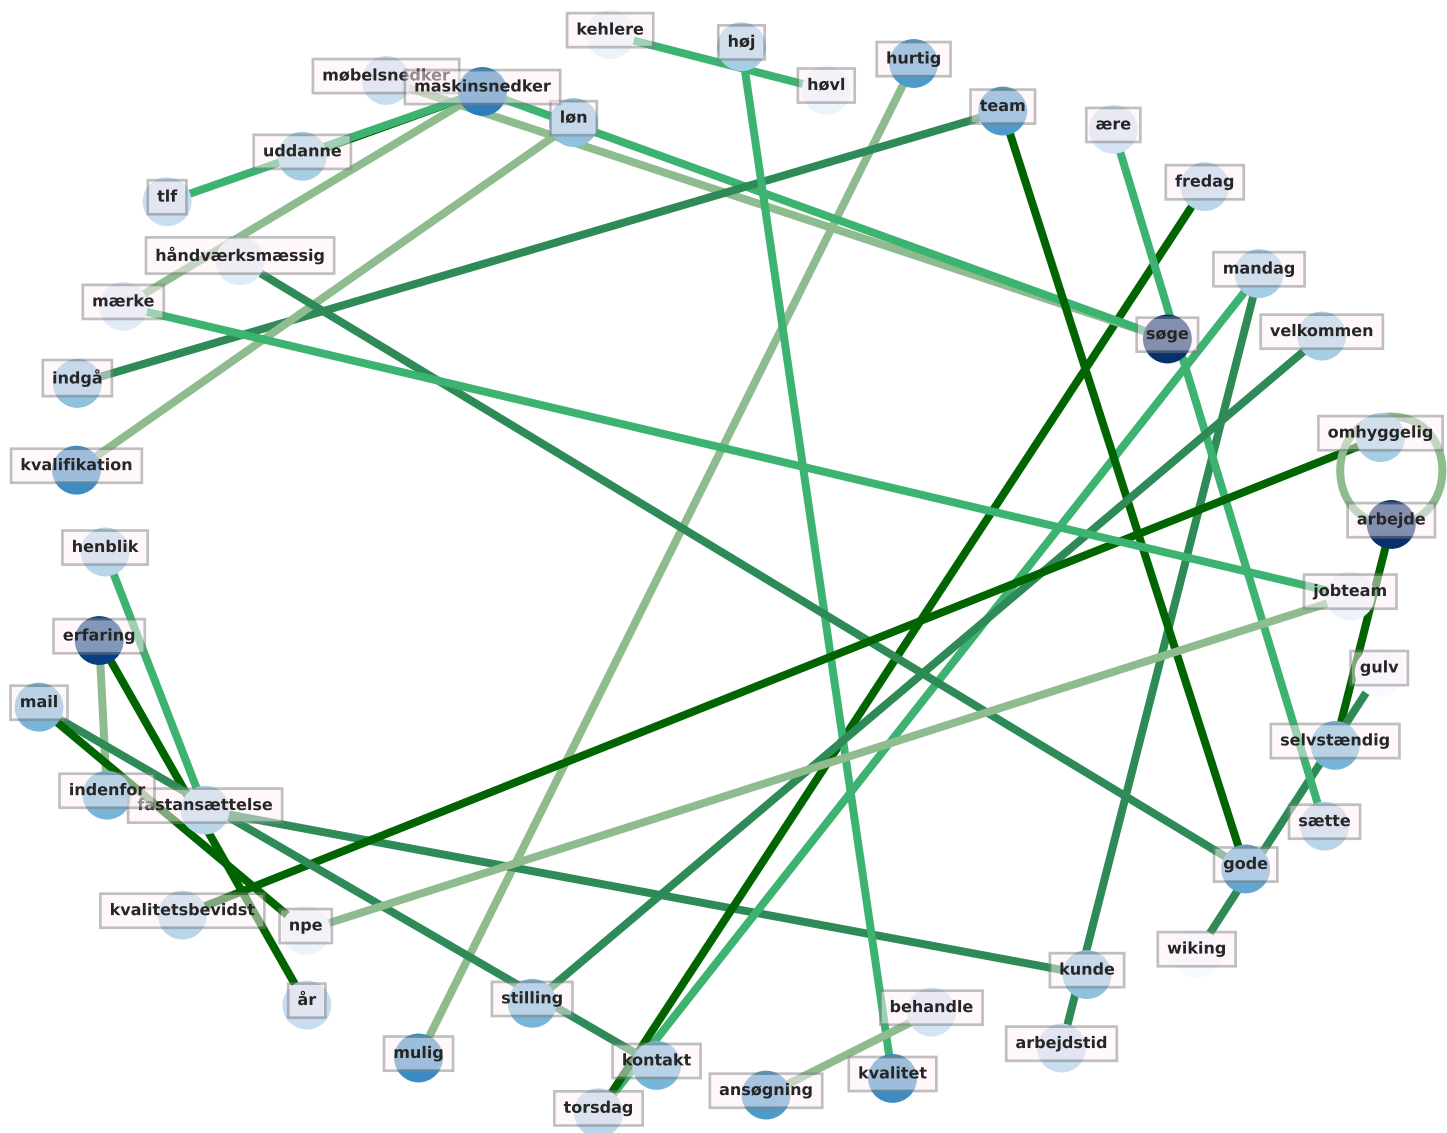 kehlere
høj
høvl
hurtig
møbelsnedker
maskinsnedker
løn
team
ære
uddanne
tlf
fredag
håndværksmæssig
mandag
mærke
søge
velkommen
indgå
omhyggelig
kvalifikation
arbejde
henblik
jobteam
erfaring
gulv
mail
selvstændig
indenfor
fastansættelse
sætte
gode
kvalitetsbevidst
npe
wiking
kunde
år
stilling
behandle
arbejdstid
mulig
kontakt
kvalitet
ansøgning
torsdag